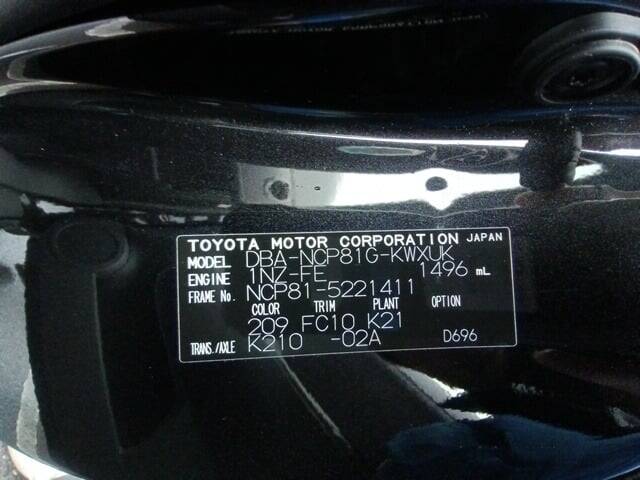 TOYOTA MOTOR CORPORATION JAPAN
MODEL DBA-NCP81G-KWXUK
ENGINE 1NZ-FE 1496 mL
FRAME No. NCP81-5221411
COLOR TRIM PLANT OPTION
209 FC10 K21
TRANS./AXLE K210 -02A D696